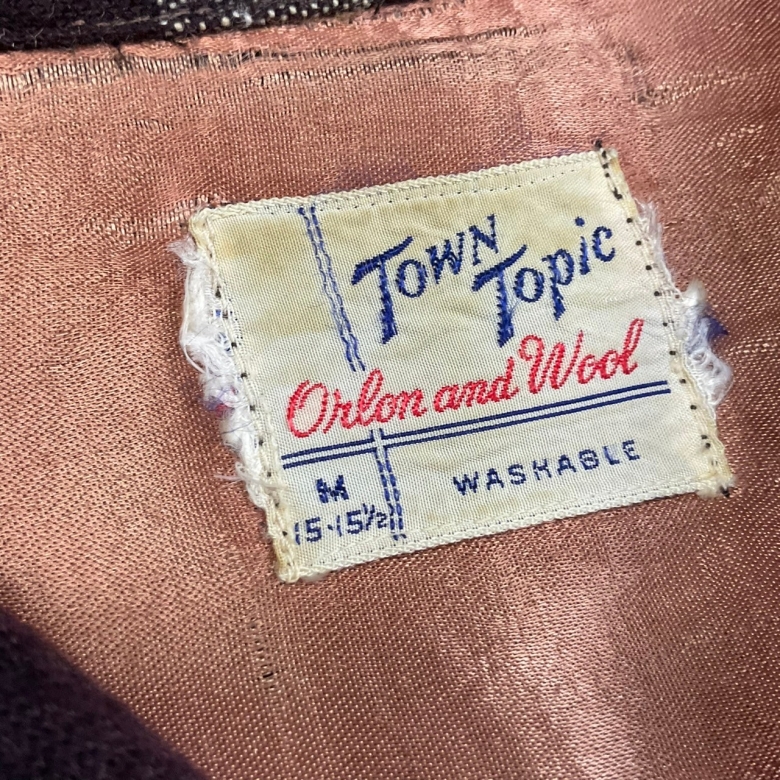 Town
Topic
Orlon and Wool
M
15-15½
WASHABLE